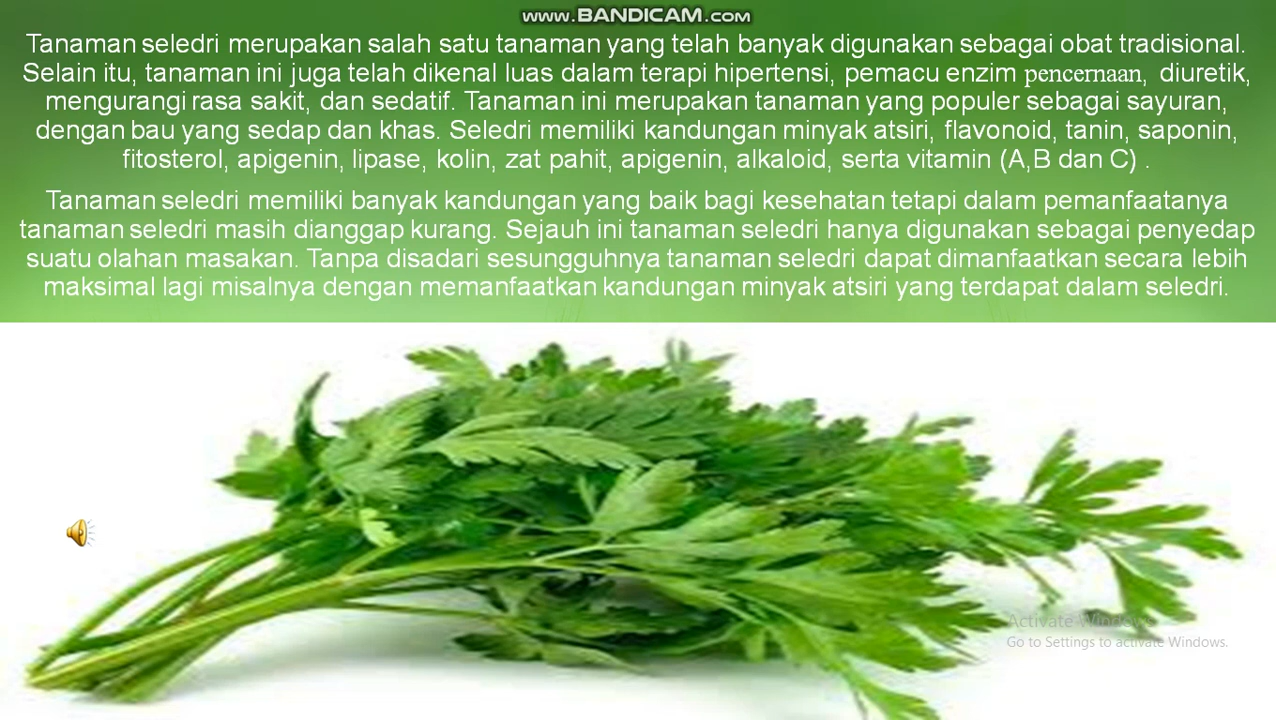 www.BANDICAM.com
Tanaman seledri merupakan salah satu tanaman yang telah banyak digunakan sebagai obat tradisional.
Selain itu, tanaman ini juga telah dikenal luas dalam terapi hipertensi, pemacu enzim pencernaan, diuretik,
mengurangi rasa sakit, dan sedatif. Tanaman ini merupakan tanaman yang populer sebagai sayuran,
dengan bau yang sedap dan khas. Seledri memiliki kandungan minyak atsiri, flavonoid, tanin, saponin,
fitosterol, apigenin, lipase, kolin, zat pahit, apigenin, alkaloid, serta vitamin (A,B dan C) .
Tanaman seledri memiliki banyak kandungan yang baik bagi kesehatan tetapi dalam pemanfaatanya
tanaman seledri masih dianggap kurang. Sejauh ini tanaman seledri hanya digunakan sebagai penyedap
suatu olahan masakan. Tanpa disadari sesungguhnya tanaman seledri dapat dimanfaatkan secara lebih
maksimal lagi misalnya dengan memanfaatkan kandungan minyak atsiri yang terdapat dalam seledri.
Activate Windows
Go to Settings to activate Windows.